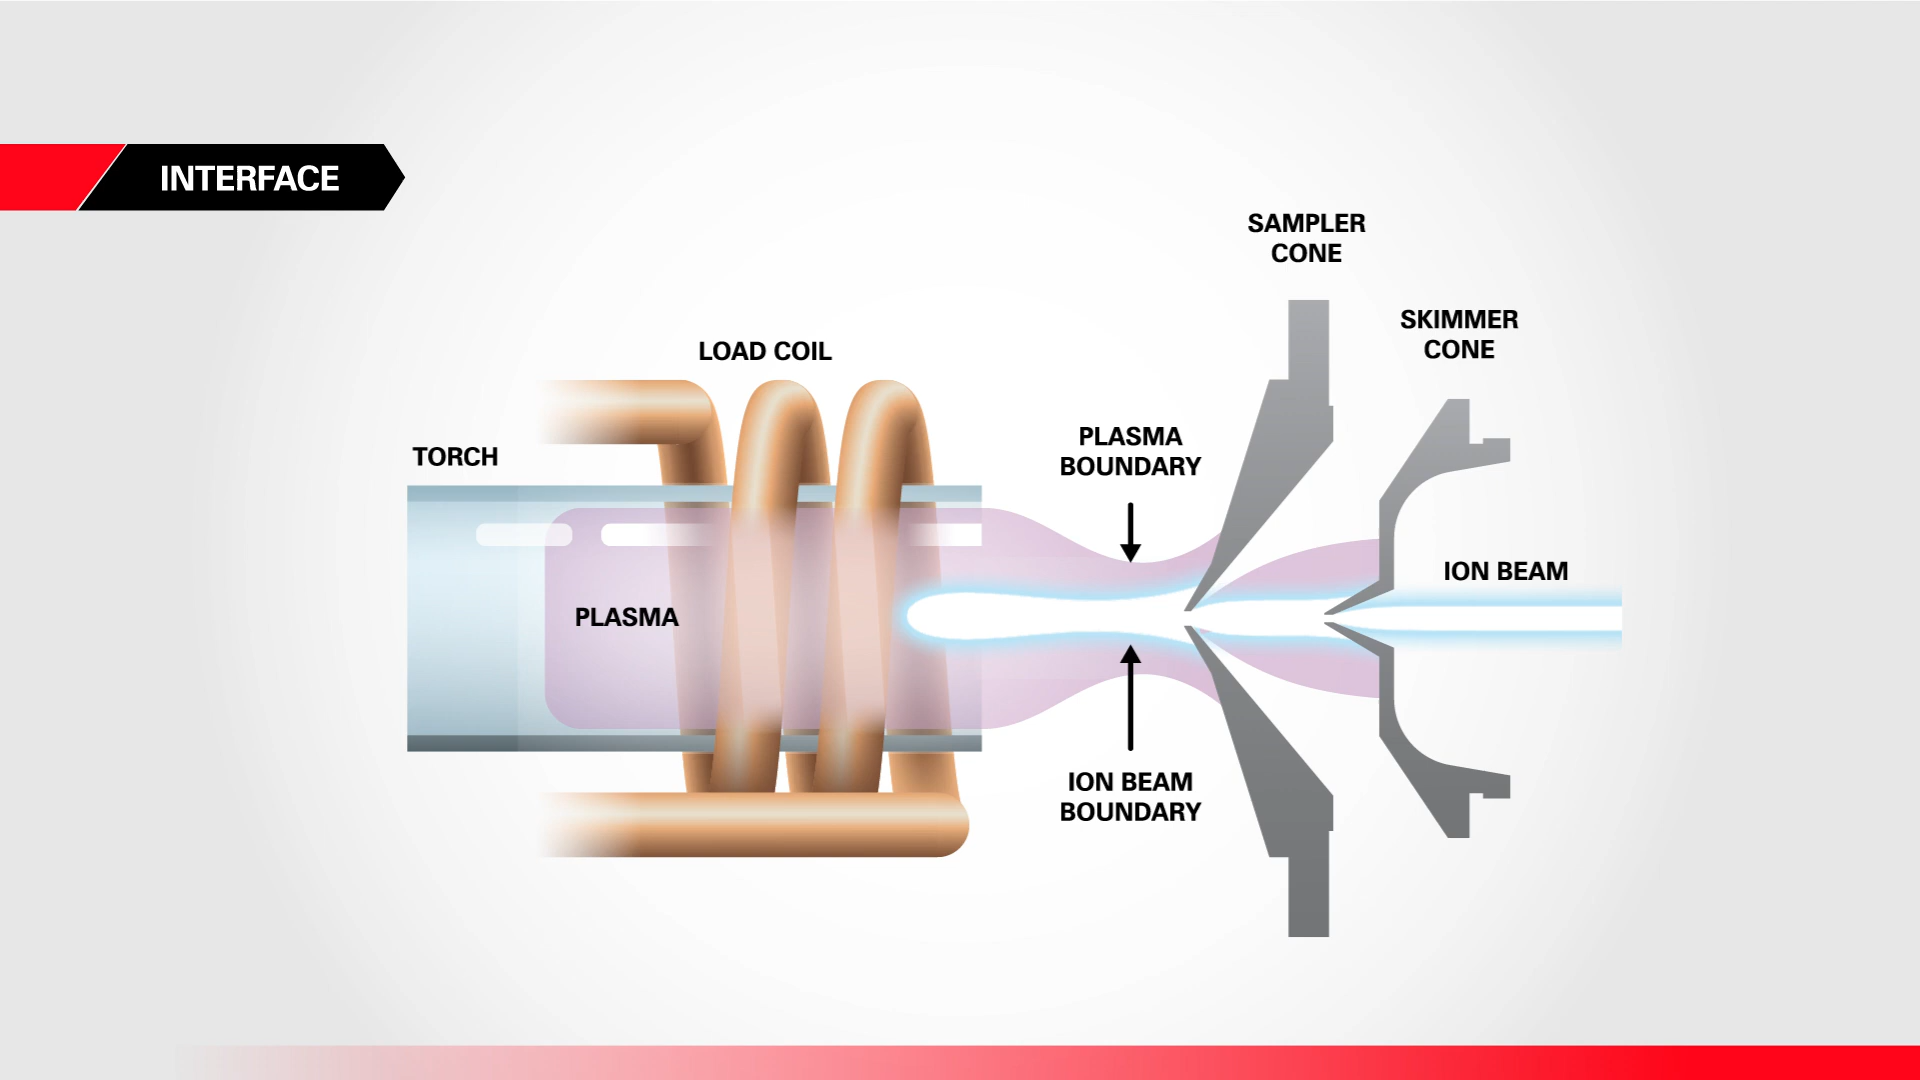 INTERFACE
SAMPLER
CONE
SKIMMER
CONE
LOAD COIL
PLASMA
BOUNDARY
TORCH
ION BEAM
PLASMA
ION BEAM
BOUNDARY